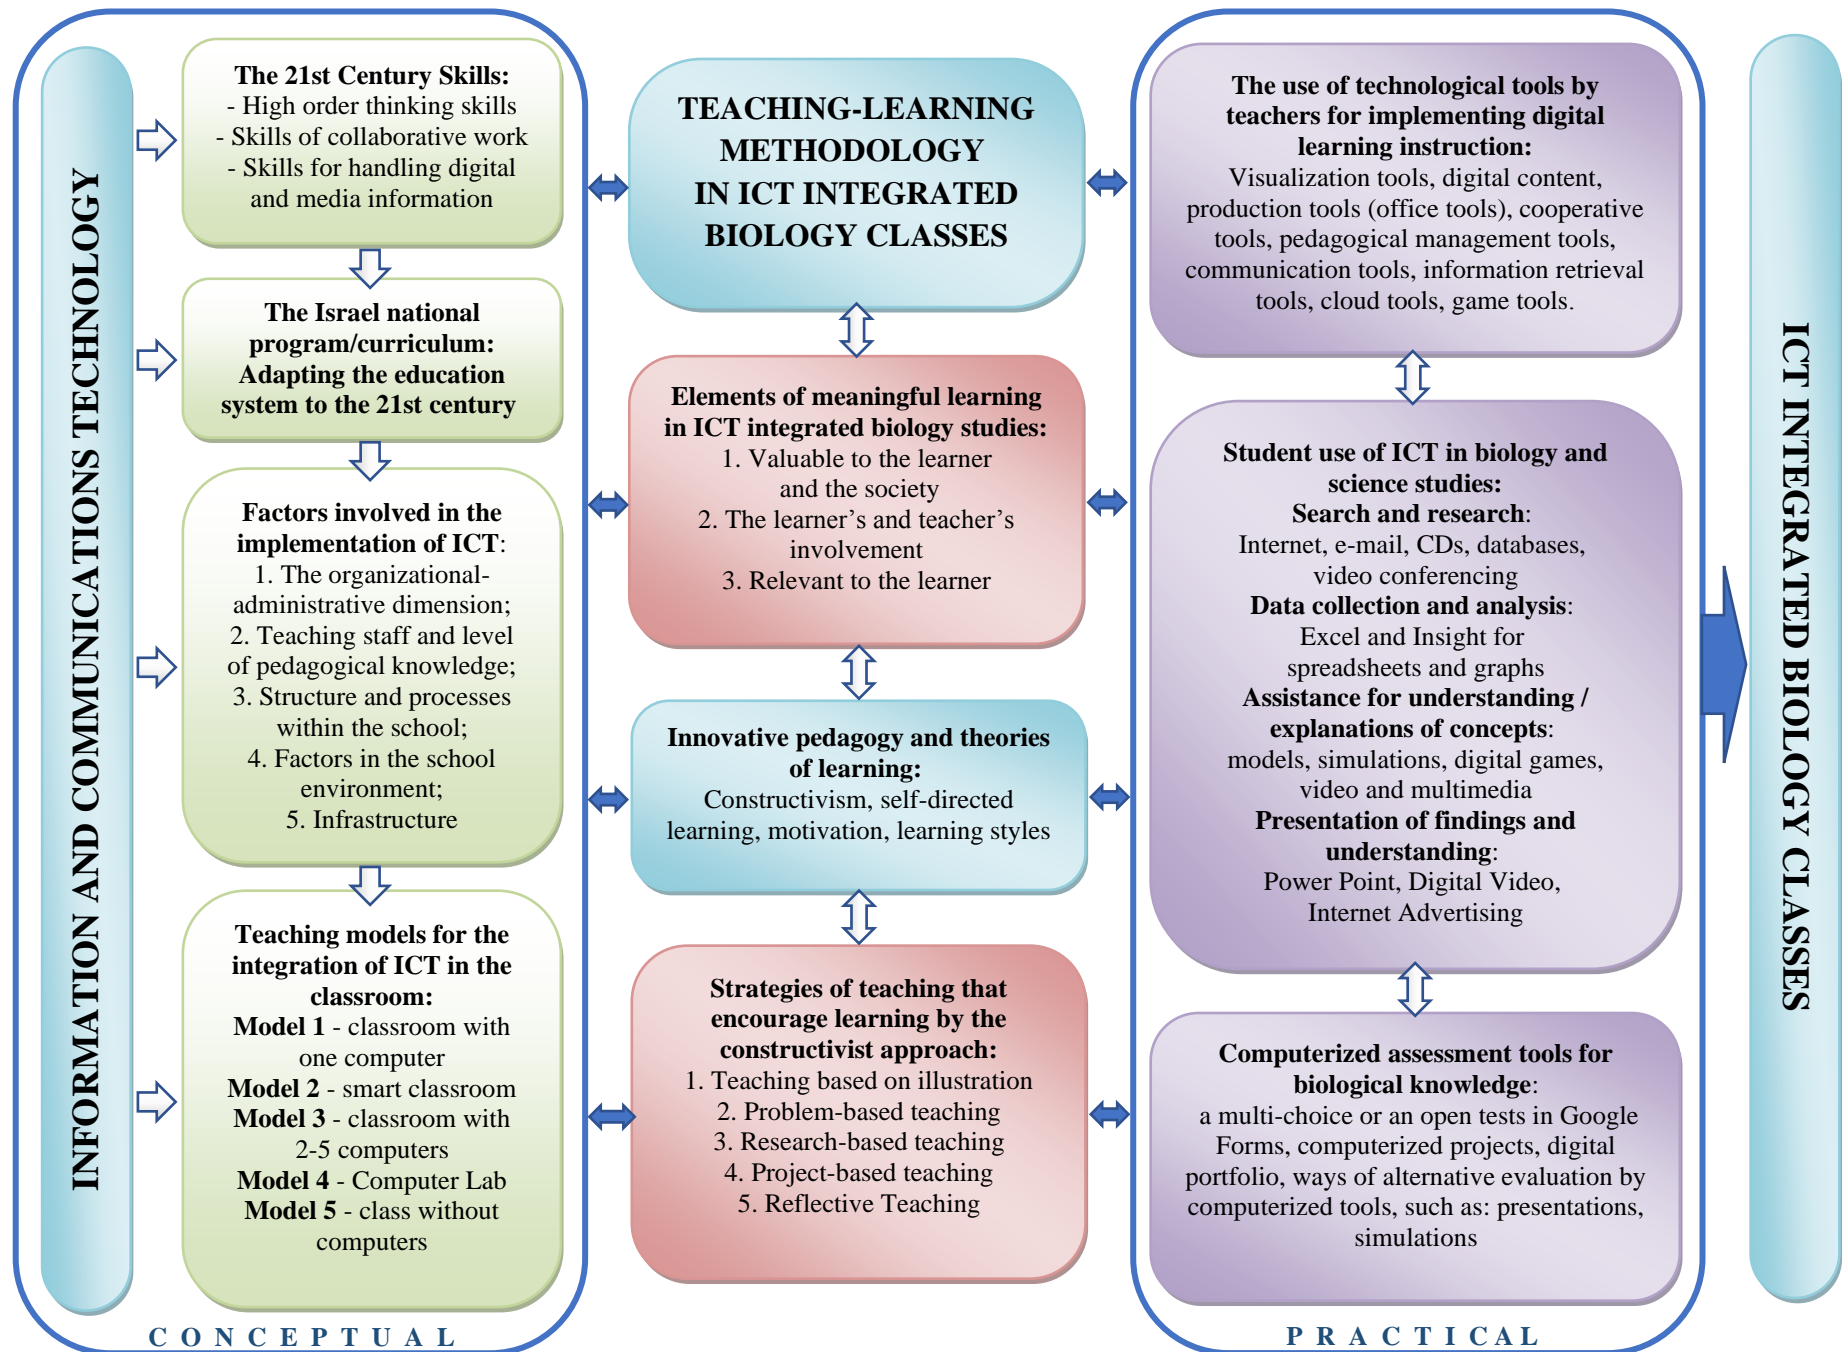 INFORMATION AND COMMUNICATIONS TECHNOLOGY
The 21st Century Skills:
- High order thinking skills
- Skills of collaborative work
- Skills for handling digital
and media information
The Israel national
program/curriculum:
Adapting the education
system to the 21st century
Factors involved in the
implementation of ICT:
1. The organizational-
administrative dimension;
2. Teaching staff and level
of pedagogical knowledge;
3. Structure and processes
within the school;
4. Factors in the school
environment;
5. Infrastructure
Teaching models for the
integration of ICT in the
classroom:
Model 1 - classroom with
one computer
Model 2 - smart classroom
Model 3 - classroom with
2-5 computers
Model 4 - Computer Lab
Model 5 - class without
computers
CONCEPTUAL
TEACHING-LEARNING
METHODOLOGY
IN ICT INTEGRATED
BIOLOGY CLASSES
Elements of meaningful learning
in ICT integrated biology studies:
1. Valuable to the learner
and the society
2. The learner’s and teacher’s
involvement
3. Relevant to the learner
Innovative pedagogy and theories
of learning:
Constructivism, self-directed
learning, motivation, learning styles
Strategies of teaching that
encourage learning by the
constructivist approach:
1. Teaching based on illustration
2. Problem-based teaching
3. Research-based teaching
4. Project-based teaching
5. Reflective Teaching
The use of technological tools by
teachers for implementing digital
learning instruction:
Visualization tools, digital content,
production tools (office tools), cooperative
tools, pedagogical management tools,
communication tools, information retrieval
tools, cloud tools, game tools.
Student use of ICT in biology and
science studies:
Search and research:
Internet, e-mail, CDs, databases,
video conferencing
Data collection and analysis:
Excel and Insight for
spreadsheets and graphs
Assistance for understanding /
explanations of concepts:
models, simulations, digital games,
video and multimedia
Presentation of findings and
understanding:
Power Point, Digital Video,
Internet Advertising
Computerized assessment tools for
biological knowledge:
a multi-choice or an open tests in Google
Forms, computerized projects, digital
portfolio, ways of alternative evaluation by
computerized tools, such as: presentations,
simulations
PRACTICAL
ICT INTEGRATED BIOLOGY CLASSES